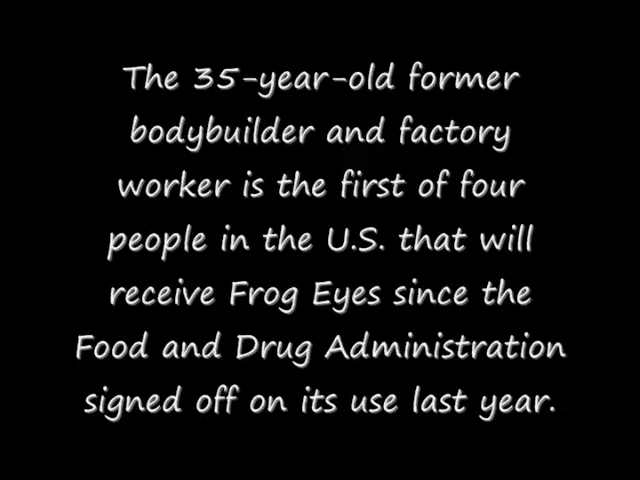 The 35-year-old former
bodybuilder and factory
worker is the first of four
people in the U.S. that will
receive Frog Eyes since the
Food and Drug Administration
signed off on its use last year.